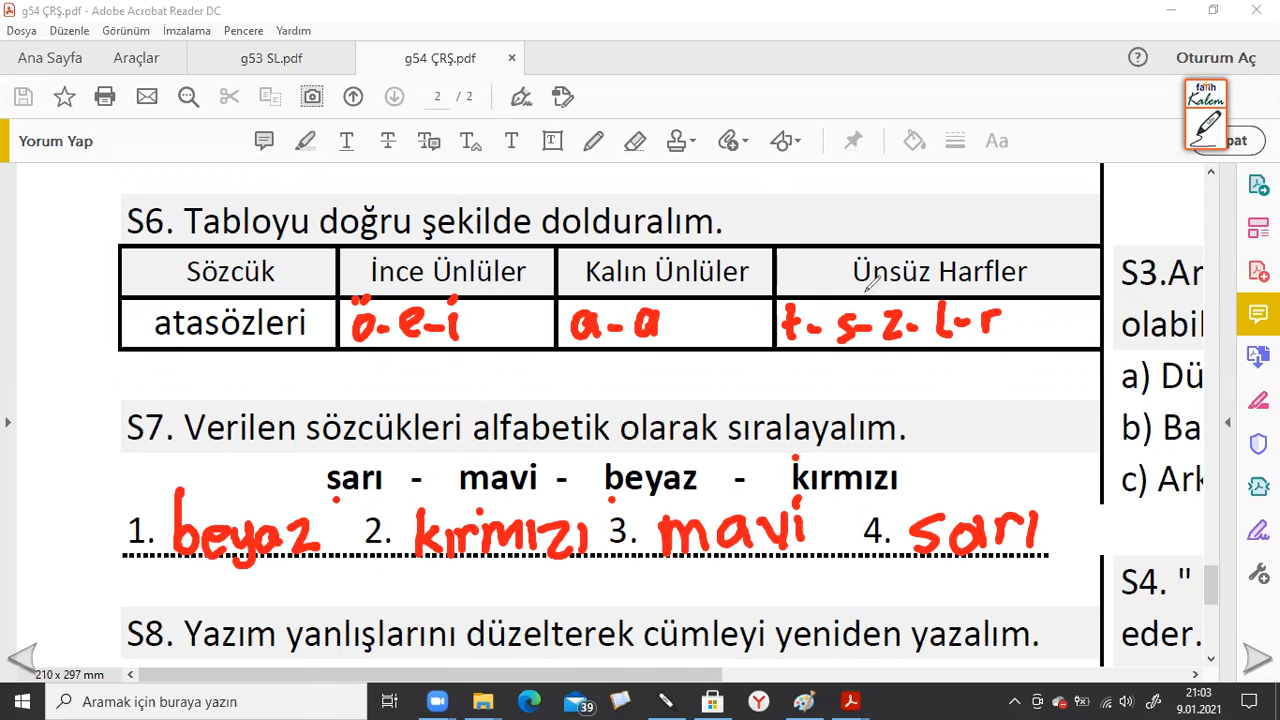 g54 ÇRŞ.pdf - Adobe Acrobat Reader DC
Dosya Düzenle Görünüm İmzalama Pencere Yardım
Ana Sayfa Araçlar g53 SL.pdf g54 ÇRŞ.pdf × ? Oturum Aç
2 / 2
fatih
Kalem
Yorum Yap T T T T Aa pat
S6. Tabloyu doğru şekilde dolduralım.
Sözcük İnce Ünlüler Kalın Ünlüler Ünsüz Harfler
atasözleri ö-e-i a-a t-s-z-l-r
S7. Verilen sözcükleri alfabetik olarak sıralayalım.
sarı - mavi - beyaz - kırmızı
1. beyaz 2. kırmızı 3. mavi 4. sarı
S8. Yazım yanlışlarını düzelterek cümleyi yeniden yazalım.
S3.Ar
olabil
a) Dü
b) Ba
c) Ark
S4. "
eder.
210 x 297 mm
Aramak için buraya yazın 39 21:03
9.01.2021